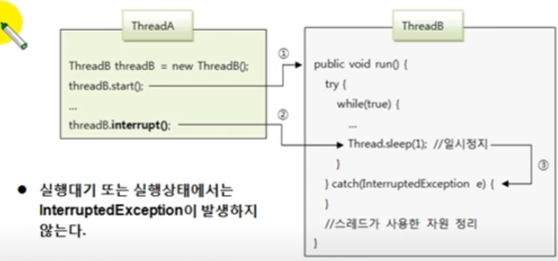 ThreadA
ThreadB threadB = new ThreadB();
threadB.start();
...
threadB.interrupt();
①
②
ThreadB
public void run() {
try {
while(true) {
...
Thread.sleep(1); //일시정지
}
③
} catch(InterruptedException e) {
}
//스레드가 사용한 자원 정리
}
● 실행대기 또는 실행상태에서는
InterruptedException이 발생하지
않는다.